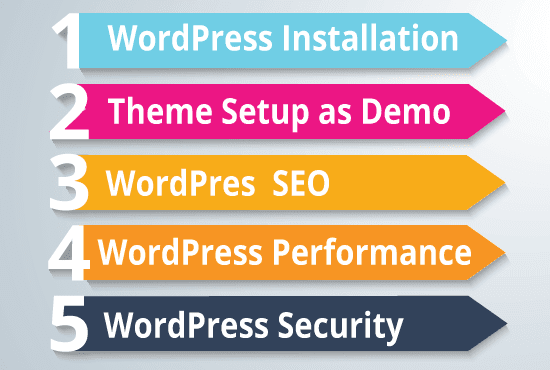 1 WordPress Installation
2 Theme Setup as Demo
3 WordPres SEO
4 WordPress Performance
5 WordPress Security